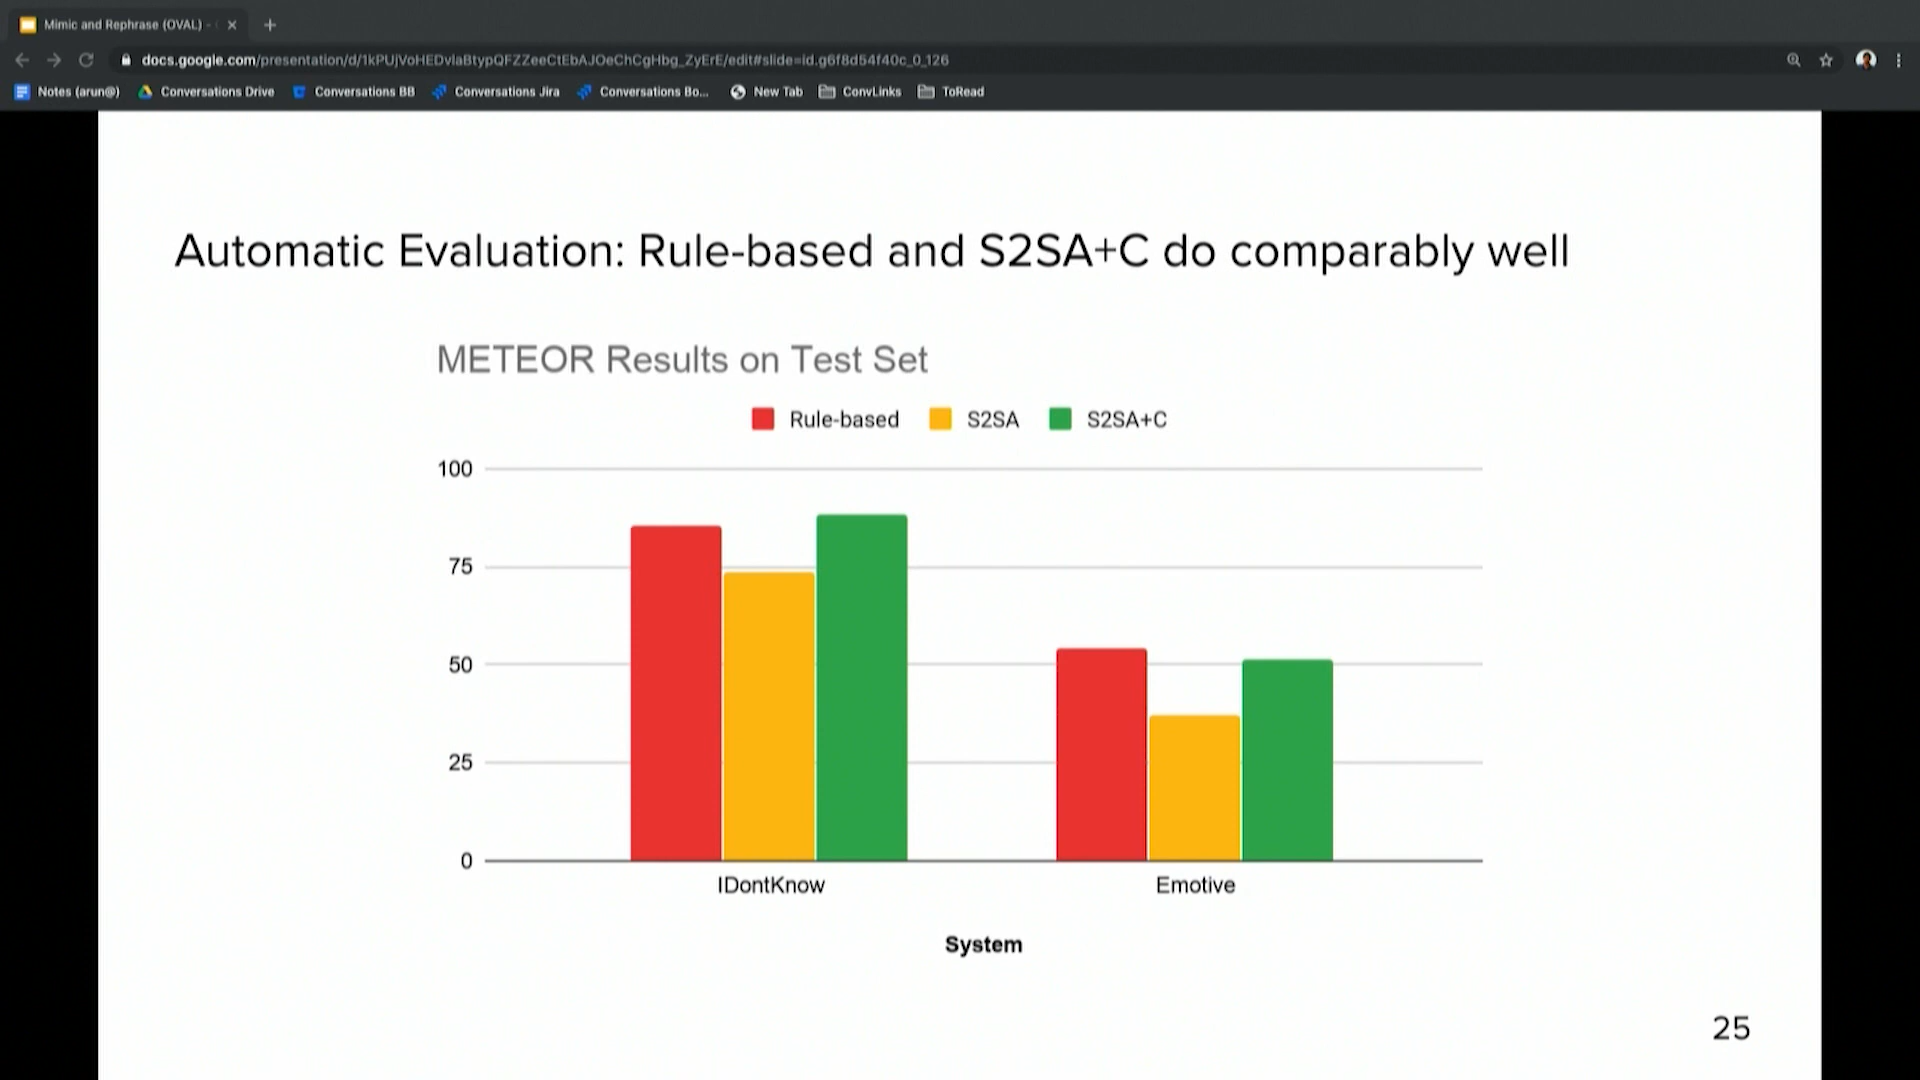 Mimic and Rephrase (OVAL) -
docs.google.com/presentation/d/1kPUjVoHEDvlaBtypQFZZeeCtEbAJOeChCgHbg_ZyErE/edit#slide=id.g6f8d54f40c_0_126
Notes (arun@) Conversations Drive Conversations BB Conversations Jira Conversations Bo... New Tab ConvLinks ToRead
Automatic Evaluation: Rule-based and S2SA+C do comparably well
METEOR Results on Test Set
Rule-based S2SA S2SA+C
100
75
50
25
0
IDontKnow Emotive
System
25